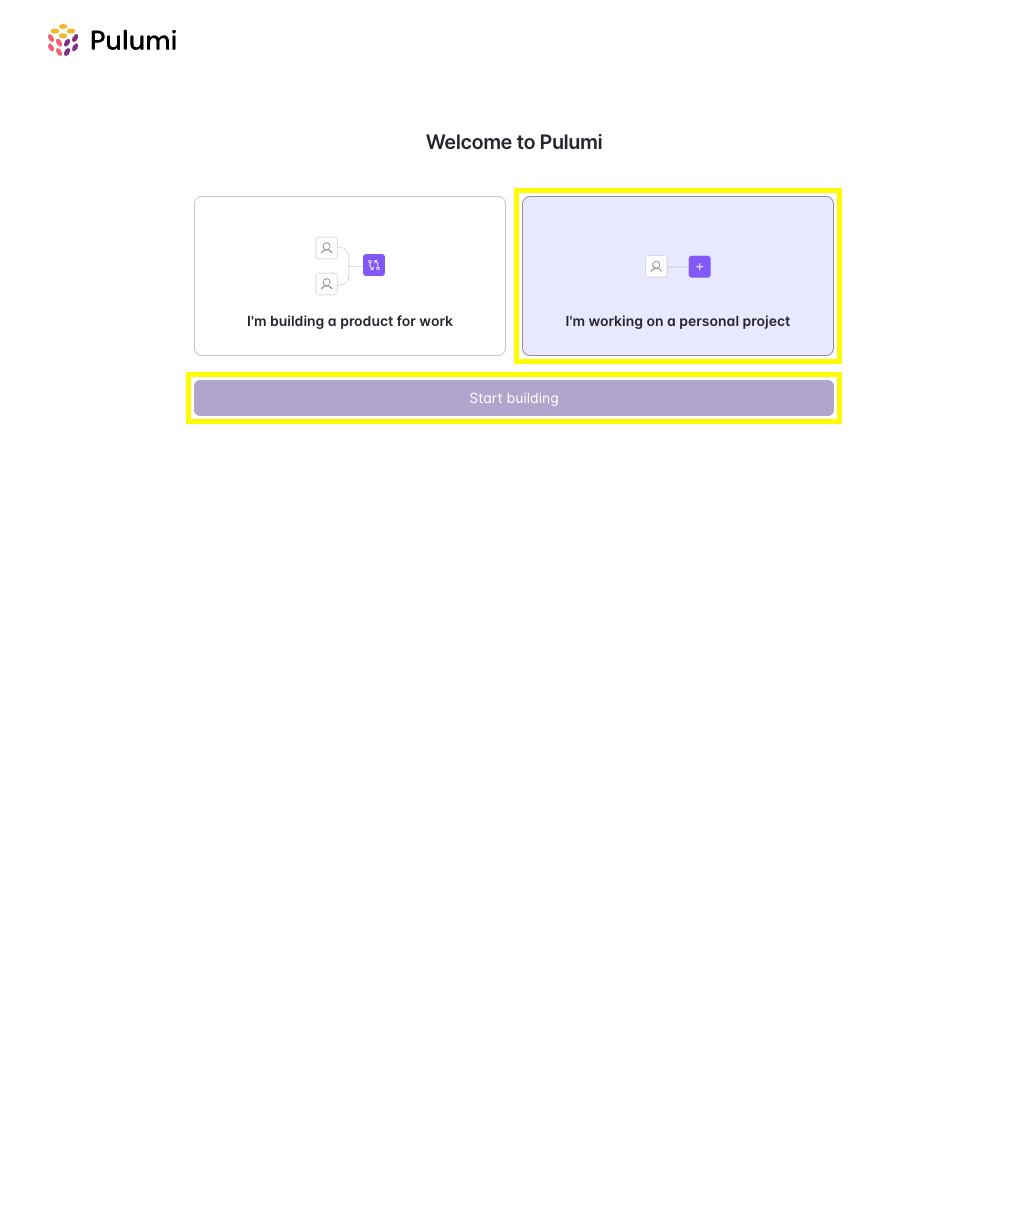 Pulumi
Welcome to Pulumi
I'm building a product for work
I'm working on a personal project
Start building